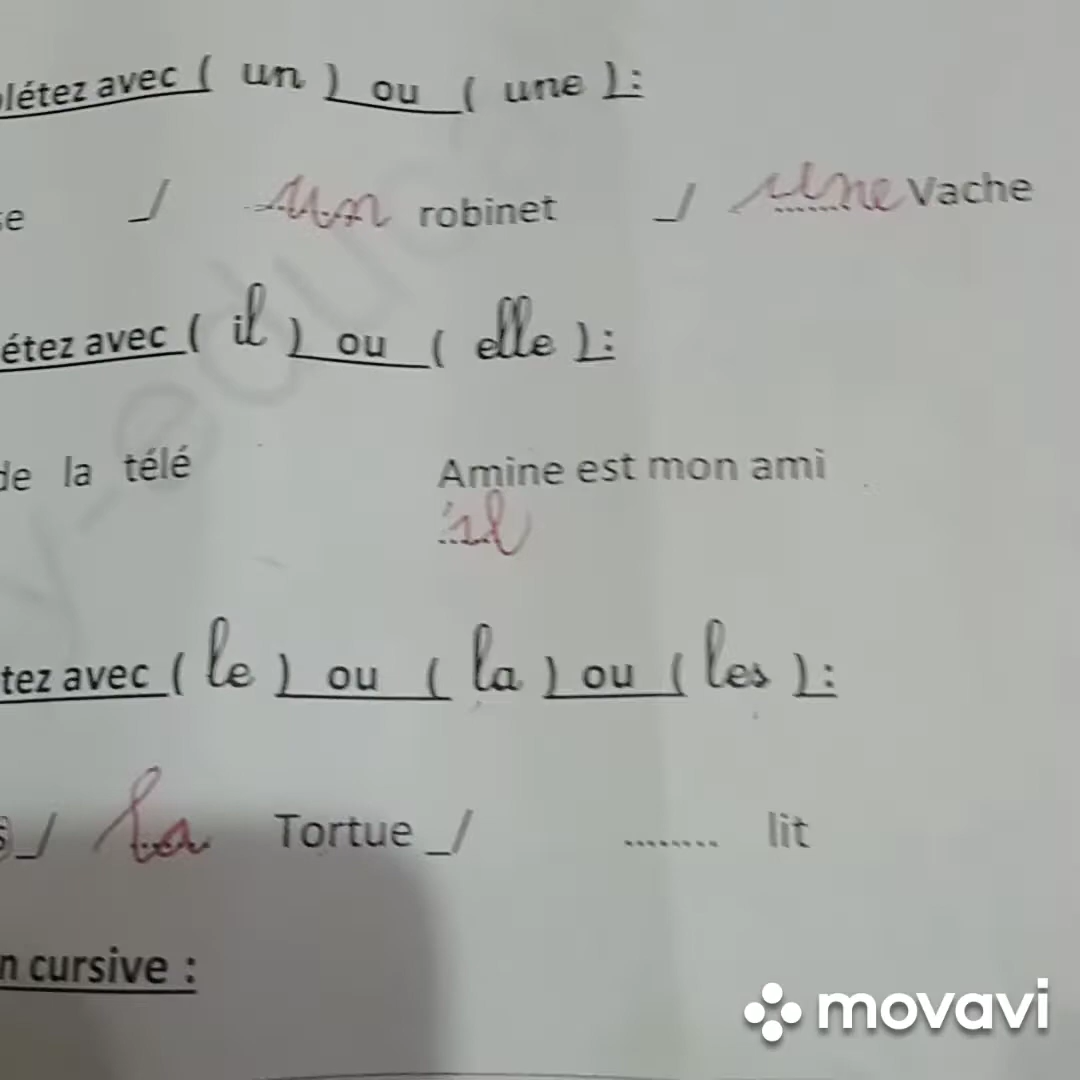 létez avec ( un ) ou ( une ) :
se _/ un robinet _/ une Vache
étez avec ( il ) ou ( elle ) :
de la télé Amine est mon ami
il
tez avec ( le ) ou ( la ) ou ( les ) :
s _/ la Tortue _/ ........ lit
n cursive :
movavi